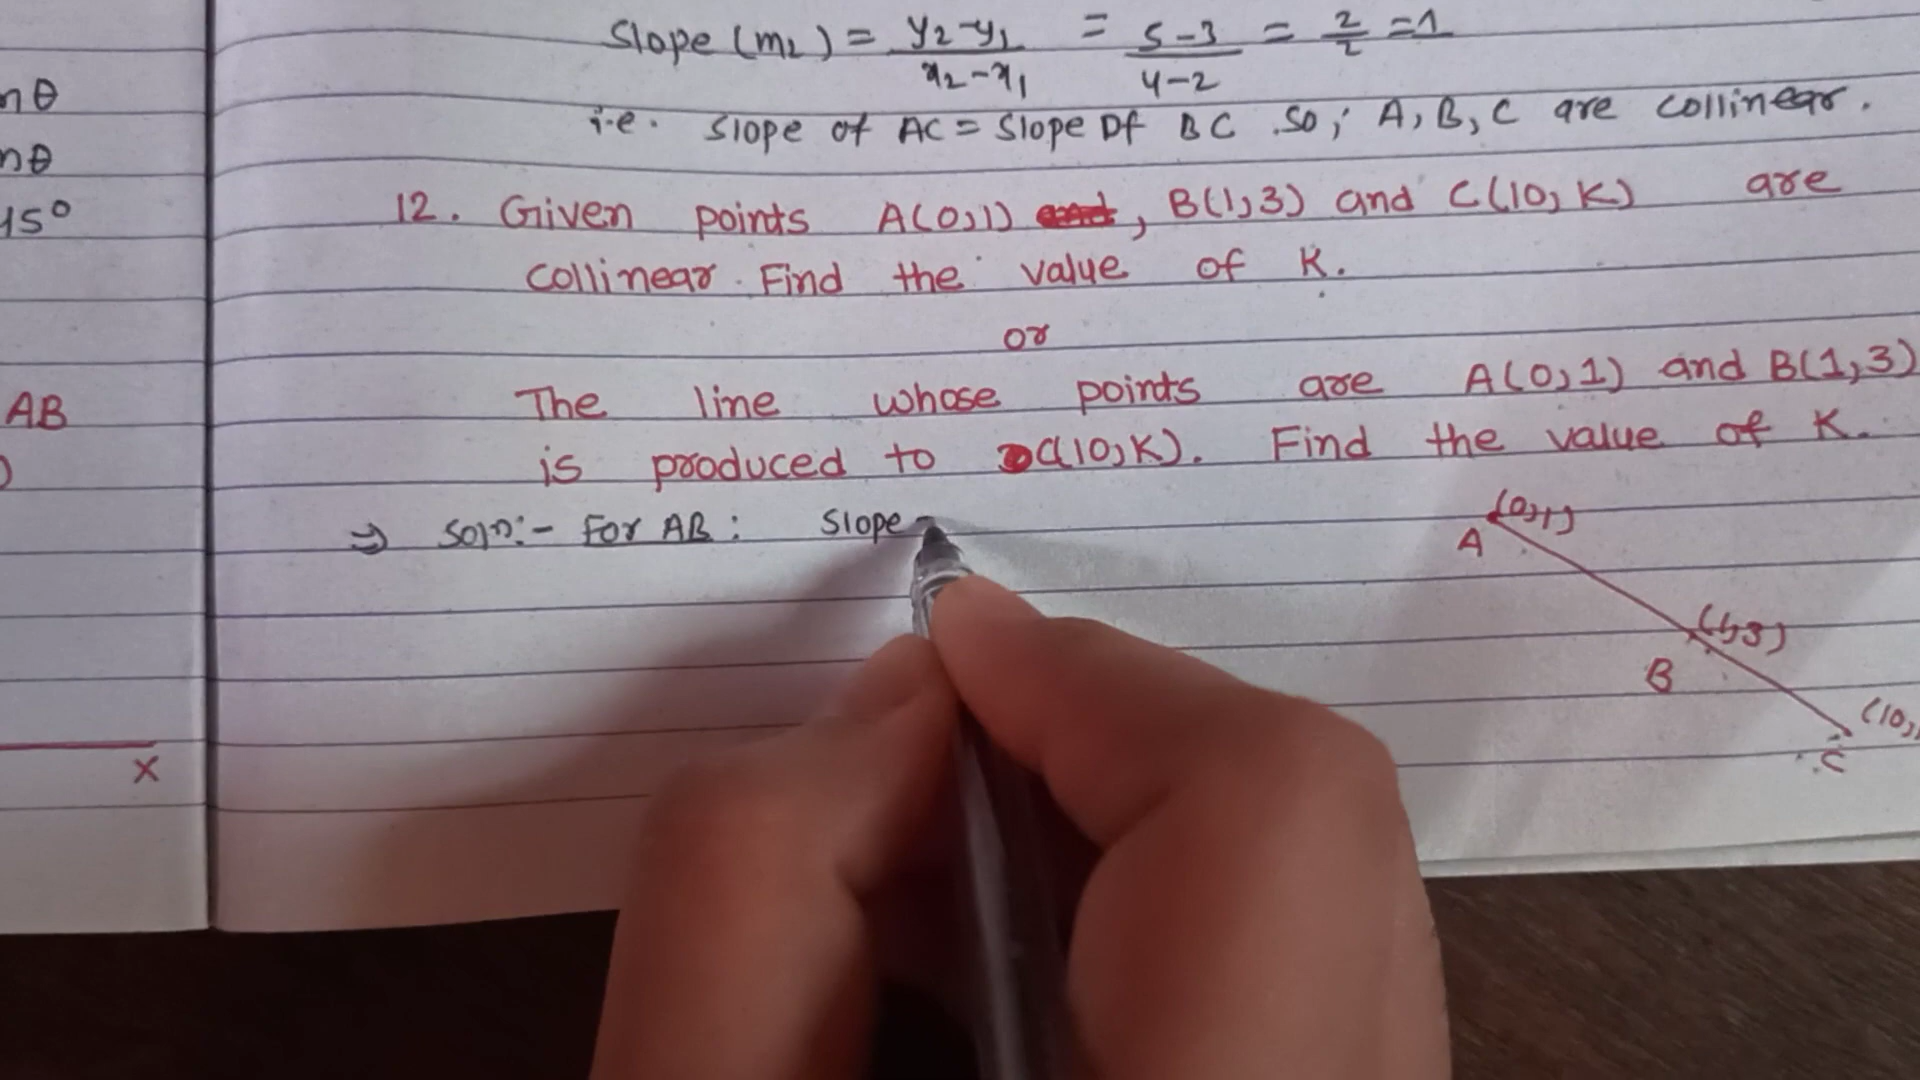 nθ
nθ
45°
AB
)
X
Slope (m₂) = y₂-y₁ / x₂-x₁ = 5-3 / 4-2 = 2/2 = 1
i.e. slope of AC = Slope Of BC .So; A, B, C are collinear.
12. Given points A(0,1) , B(1,3) and C(10, K) are
collinear. Find the value of K.
or
The line whose points are A(0,1) and B(1,3)
is produced to C(10,K). Find the value of K.
⇒ Soln:- For AB: Slope =
(0,1)
A
(1,3)
B
(10,
C